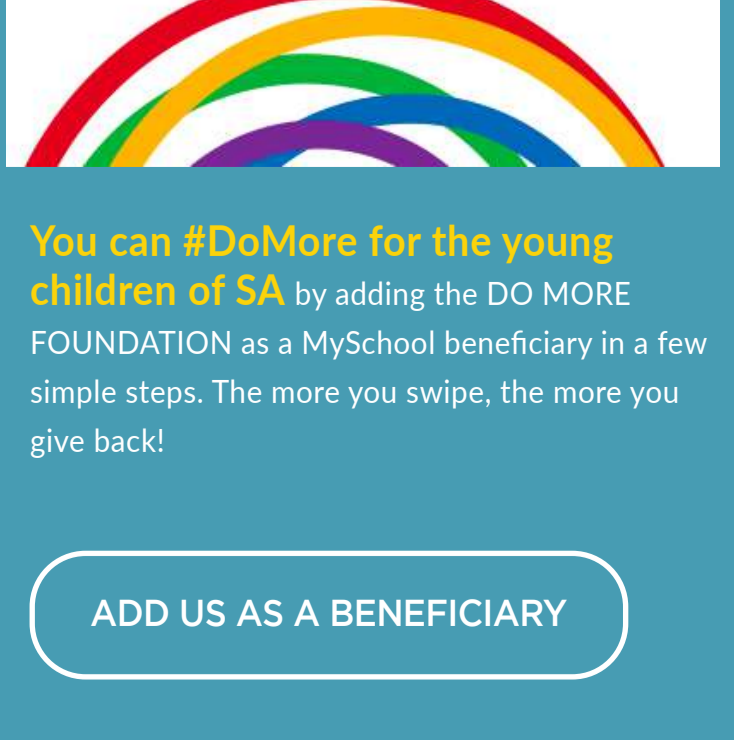 You can #DoMore for the young
children of SA by adding the DO MORE
FOUNDATION as a MySchool beneficiary in a few
simple steps. The more you swipe, the more you
give back!
ADD US AS A BENEFICIARY